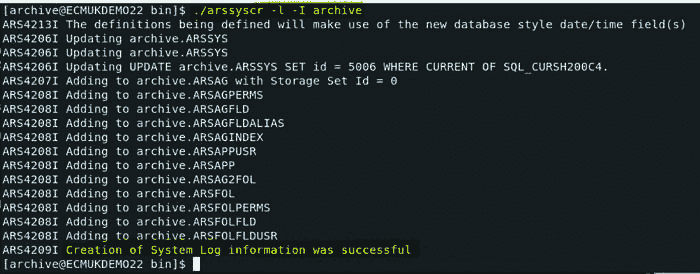 [archive@ECMUKDEMO22 bin]$ ./arssyscr -l -I archive
ARS4213I The definitions being defined will make use of the new database style date/time field(s)
ARS4206I Updating archive.ARSSYS
ARS4206I Updating archive.ARSSYS
ARS4206I Updating UPDATE archive.ARSSYS SET id = 5006 WHERE CURRENT OF SQL_CURSH200C4.
ARS4207I Adding to archive.ARSAG with Storage Set Id = 0
ARS4208I Adding to archive.ARSAGPERMS
ARS4208I Adding to archive.ARSAGFLD
ARS4208I Adding to archive.ARSAGFLDALIAS
ARS4208I Adding to archive.ARSAGINDEX
ARS4208I Adding to archive.ARSAPPUSR
ARS4208I Adding to archive.ARSAPP
ARS4208I Adding to archive.ARSAG2FOL
ARS4208I Adding to archive.ARSFOL
ARS4208I Adding to archive.ARSFOLPERMS
ARS4208I Adding to archive.ARSFOLFLD
ARS4208I Adding to archive.ARSFOLFLDUSR
ARS4209I Creation of System Log information was successful
[archive@ECMUKDEMO22 bin]$